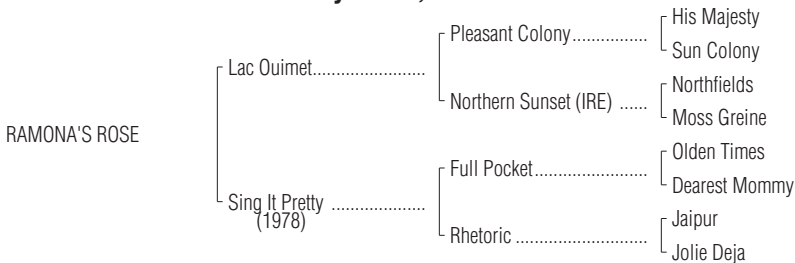 His Majesty
Pleasant Colony................
Sun Colony
Lac Ouimet........................
Northfields
Northern Sunset (IRE) ......
Moss Greine
RAMONA'S ROSE
Olden Times
Full Pocket........................
Dearest Mommy
Sing It Pretty ....................
(1978)
Jaipur
Rhetoric ............................
Jolie Deja